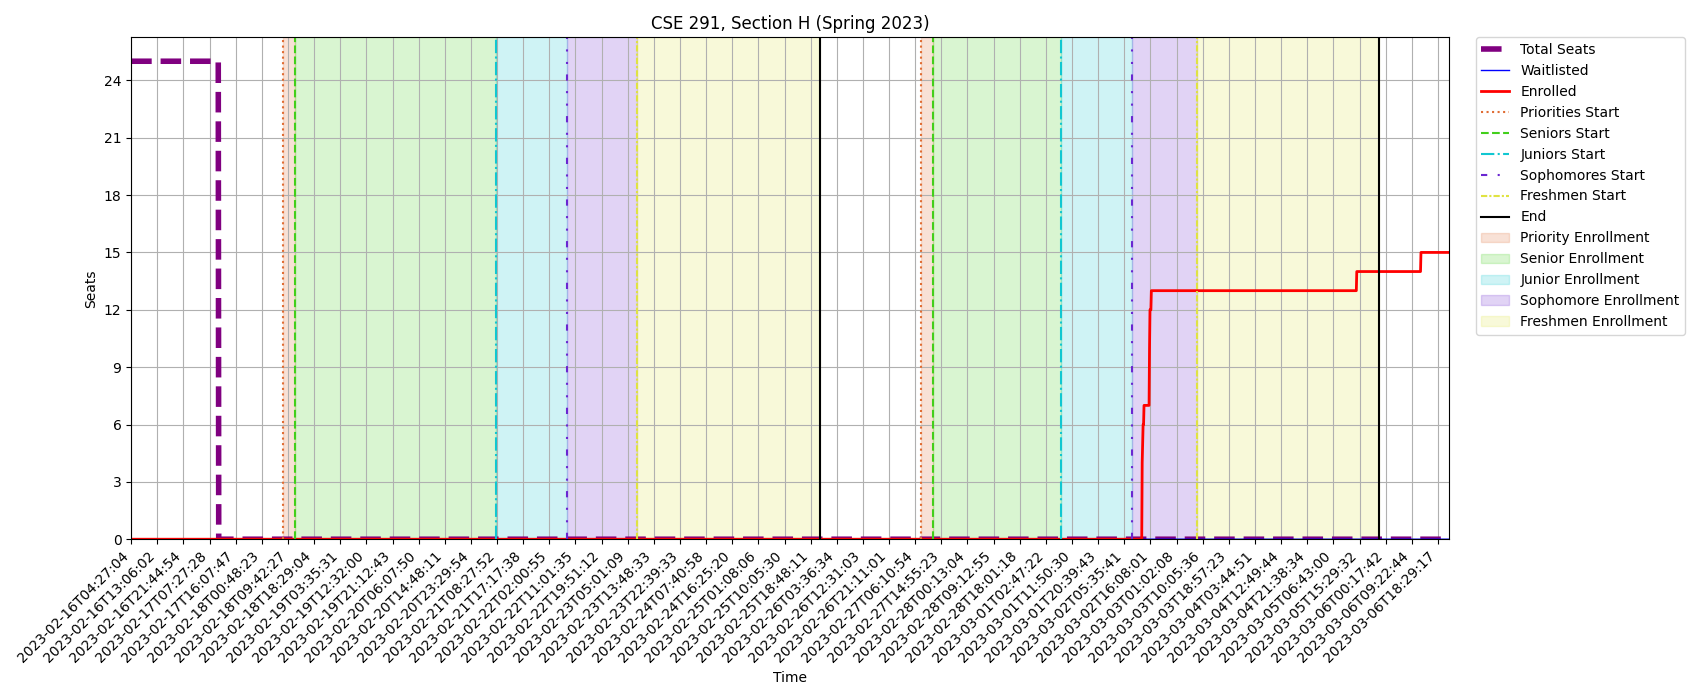 CSE 291, Section H (Spring 2023)
Seats
24
21
18
15
12
9
6
3
0
2023-02-16T04:27:04
2023-02-16T13:06:02
2023-02-16T21:44:54
2023-02-17T07:27:28
2023-02-17T16:07:47
2023-02-18T00:48:23
2023-02-18T09:42:27
2023-02-18T18:29:04
2023-02-19T03:35:31
2023-02-19T12:32:00
2023-02-19T21:12:43
2023-02-20T06:07:50
2023-02-20T14:48:11
2023-02-20T23:29:54
2023-02-21T08:27:52
2023-02-21T17:17:38
2023-02-22T02:00:55
2023-02-22T11:01:35
2023-02-22T19:51:12
2023-02-23T05:01:09
2023-02-23T13:48:33
2023-02-23T22:39:33
2023-02-24T07:40:58
2023-02-24T16:25:20
2023-02-25T01:08:06
2023-02-25T10:05:30
2023-02-25T18:48:11
2023-02-26T03:36:34
2023-02-26T12:31:03
2023-02-26T21:11:01
2023-02-27T06:10:54
2023-02-27T14:55:23
2023-02-28T00:13:04
2023-02-28T09:12:55
2023-02-28T18:01:18
2023-03-01T02:47:22
2023-03-01T11:50:30
2023-03-01T20:39:43
2023-03-02T05:35:41
2023-03-02T16:08:01
2023-03-03T01:02:08
2023-03-03T10:05:36
2023-03-03T18:57:23
2023-03-04T03:44:51
2023-03-04T12:49:44
2023-03-04T21:38:34
2023-03-05T06:43:00
2023-03-05T15:29:32
2023-03-06T00:17:42
2023-03-06T09:22:44
2023-03-06T18:29:17
Time
Total Seats
Waitlisted
Enrolled
Priorities Start
Seniors Start
Juniors Start
Sophomores Start
Freshmen Start
End
Priority Enrollment
Senior Enrollment
Junior Enrollment
Sophomore Enrollment
Freshmen Enrollment